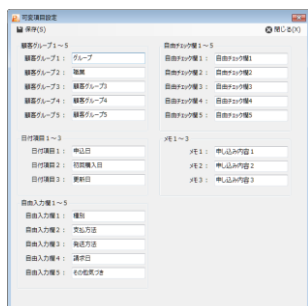 可変項目設定
保存(S)
閉じる(X)
顧客グループ1～5
顧客グループ1： グループ
顧客グループ2： 職業
顧客グループ3： 顧客グループ3
顧客グループ4： 顧客グループ4
顧客グループ5： 顧客グループ5
自由チェック欄1～5
自由チェック欄1： 自由チェック欄1
自由チェック欄2： 自由チェック欄2
自由チェック欄3： 自由チェック欄3
自由チェック欄4： 自由チェック欄4
自由チェック欄5： 自由チェック欄5
日付項目1～3
日付項目1： 申込日
日付項目2： 初回購入日
日付項目3： 更新日
メモ1～3
メモ1： 申し込み内容1
メモ2： 申し込み内容2
メモ3： 申し込み内容3
自由入力欄1～5
自由入力欄1： 種別
自由入力欄2： 支払方法
自由入力欄3： 発送方法
自由入力欄4： 請求日
自由入力欄5： その他気づき